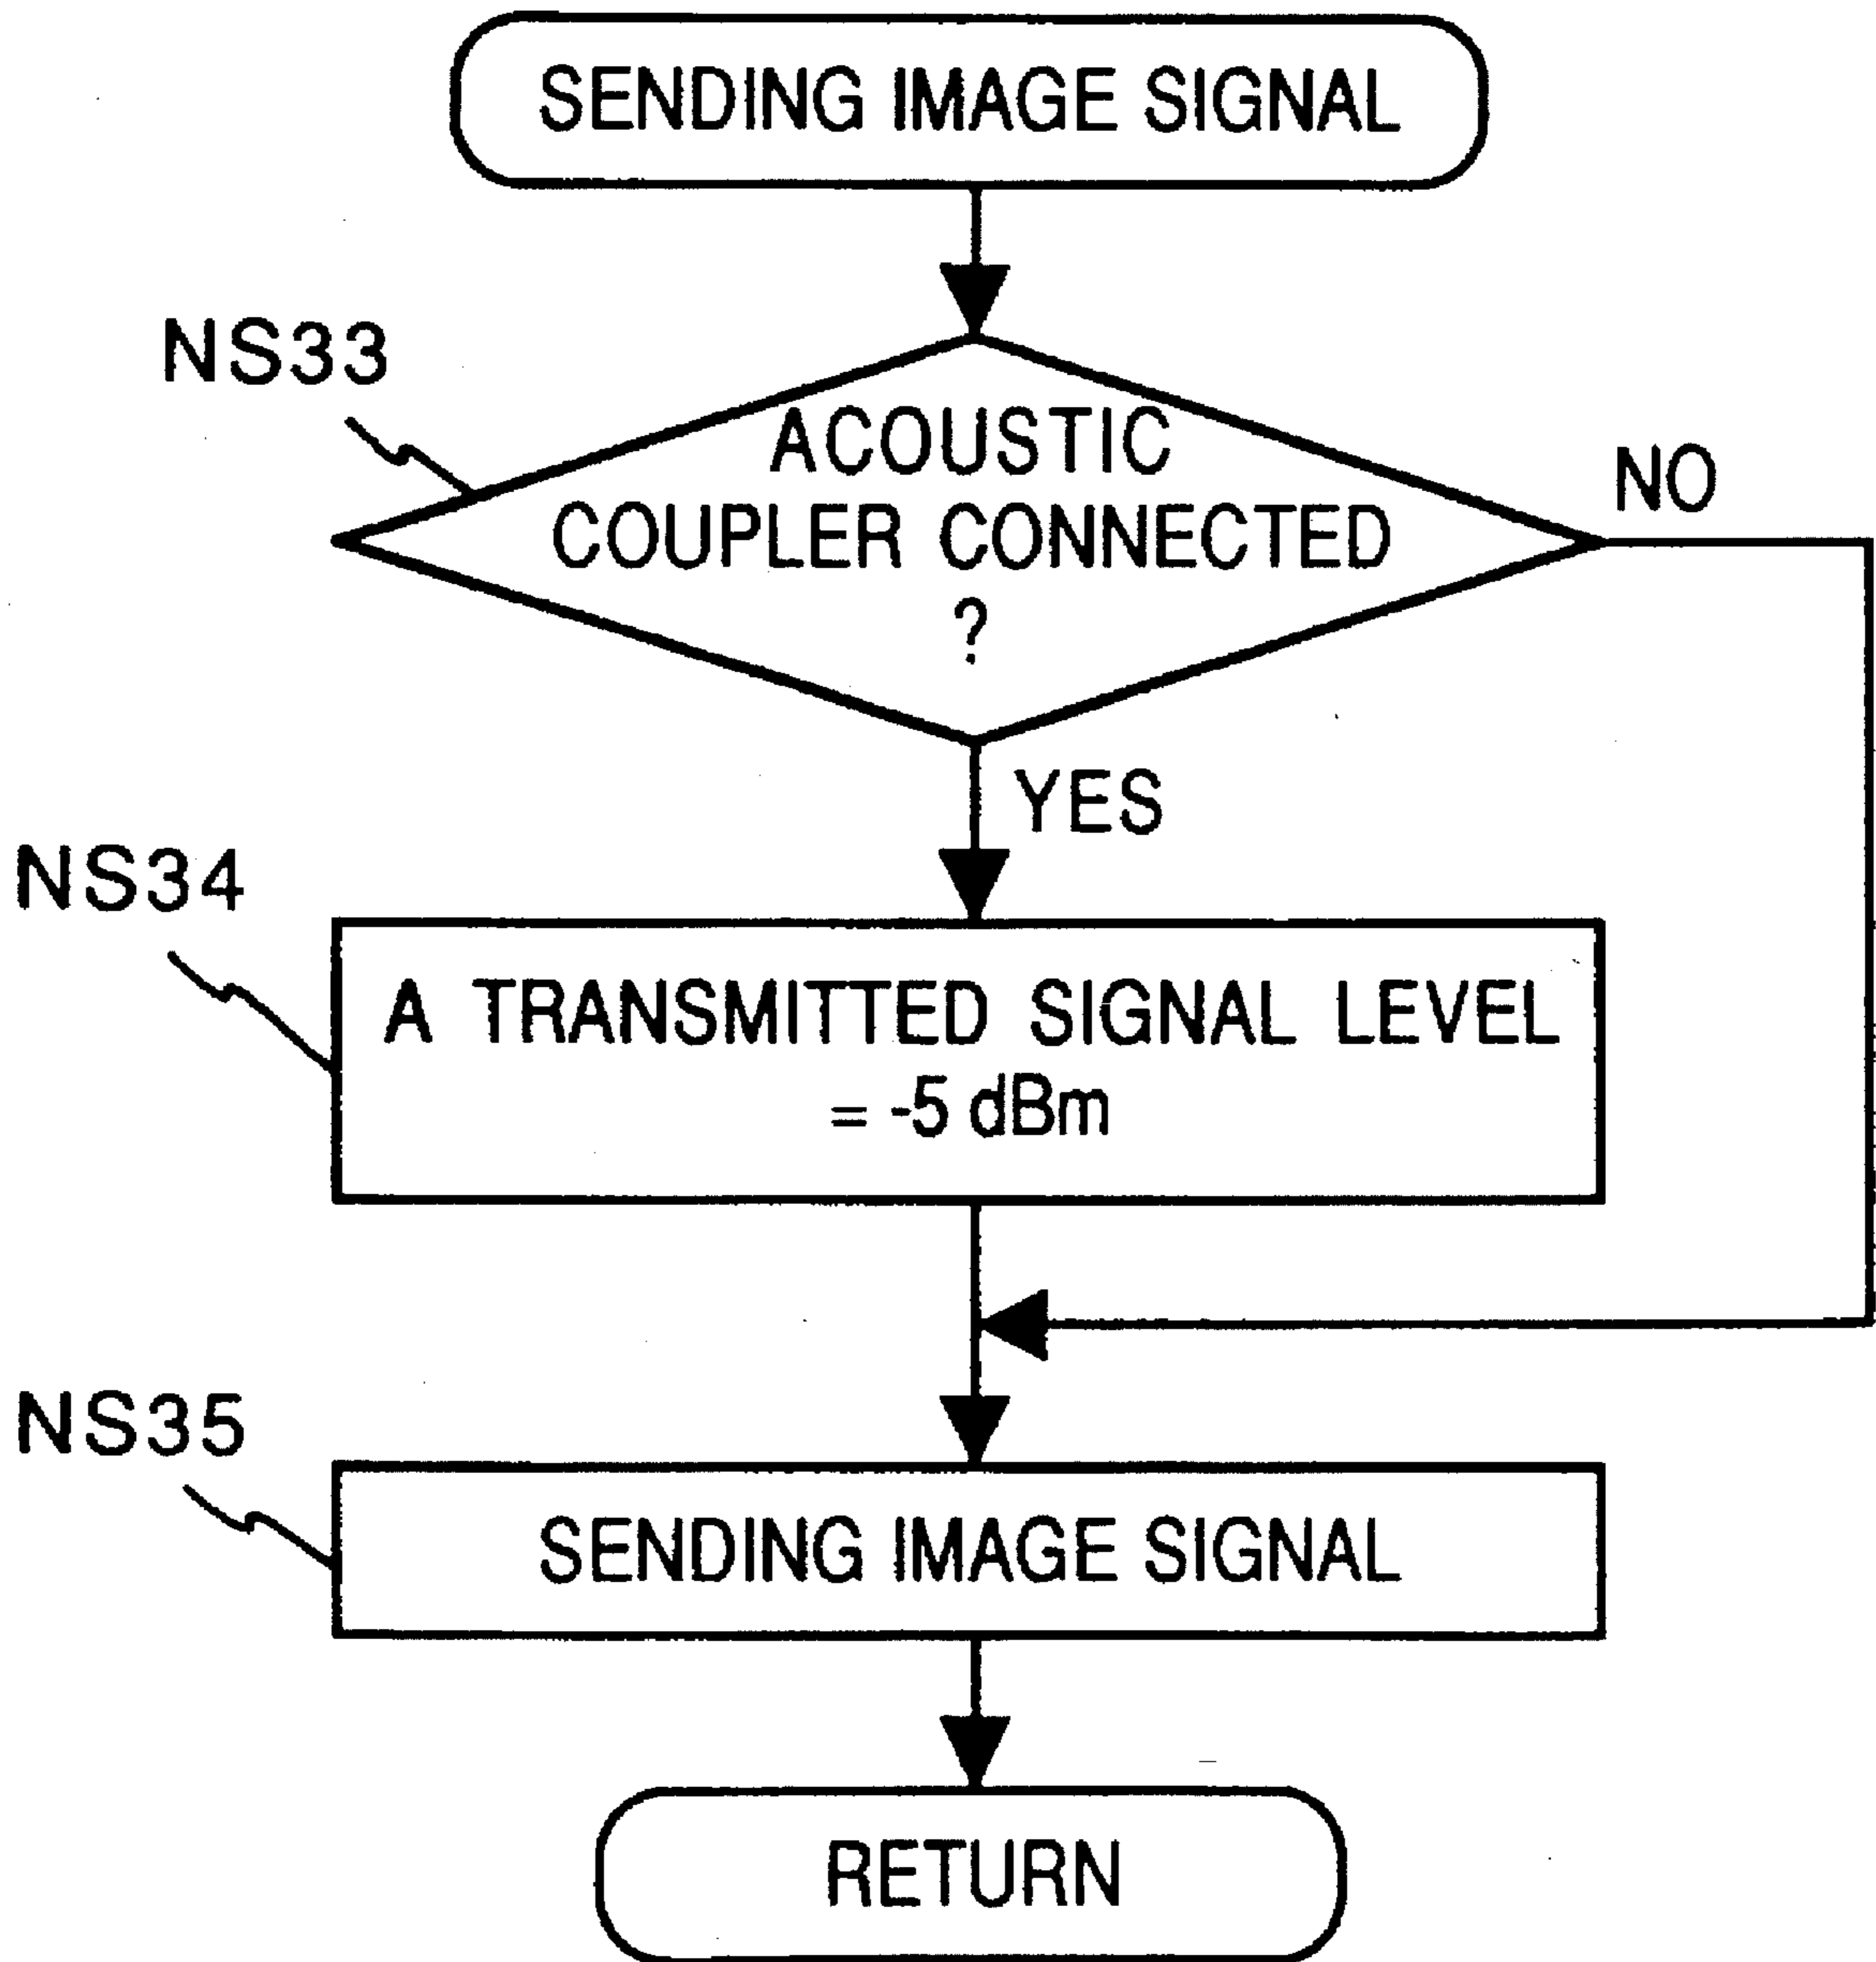 SENDING IMAGE SIGNAL
NS33
ACOUSTIC
COUPLER CONNECTED
?
NO
YES
NS34
A TRANSMITTED SIGNAL LEVEL
= -5 dBm
NS35
SENDING IMAGE SIGNAL
RETURN